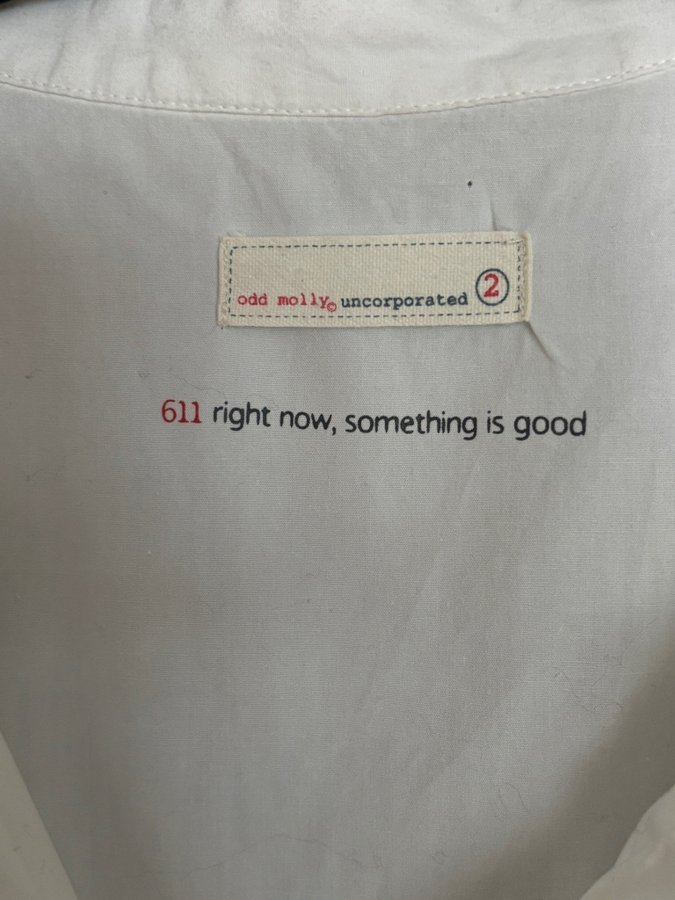 odd molly© uncorporated 2
611 right now, something is good